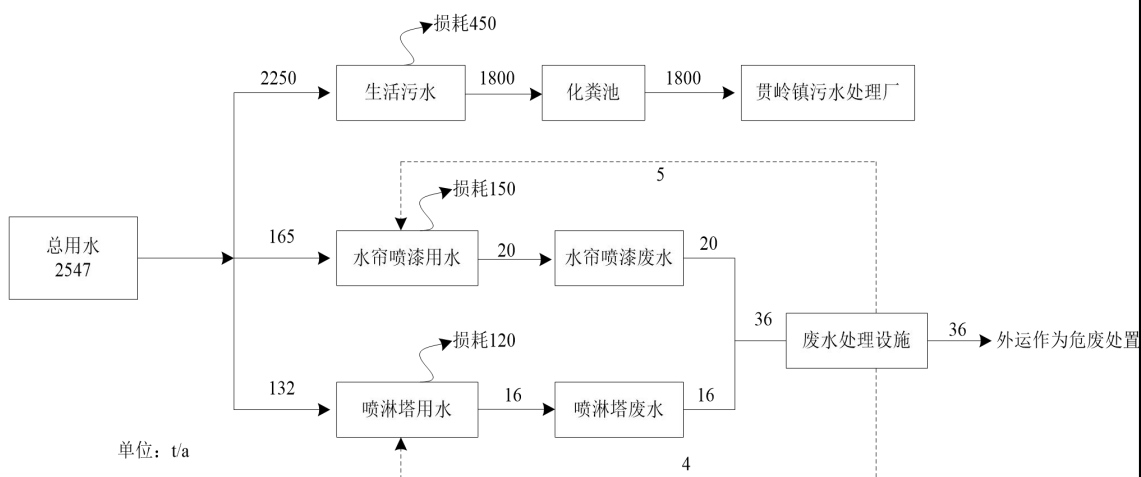 损耗450
2250
生活污水
1800
化粪池
1800
贯岭镇污水处理厂
5
损耗150
总用水
2547
165
水帘喷漆用水
20
水帘喷漆废水
20
36
废水处理设施
36
外运作为危废处置
损耗120
132
喷淋塔用水
16
喷淋塔废水
16
单位：t/a
4